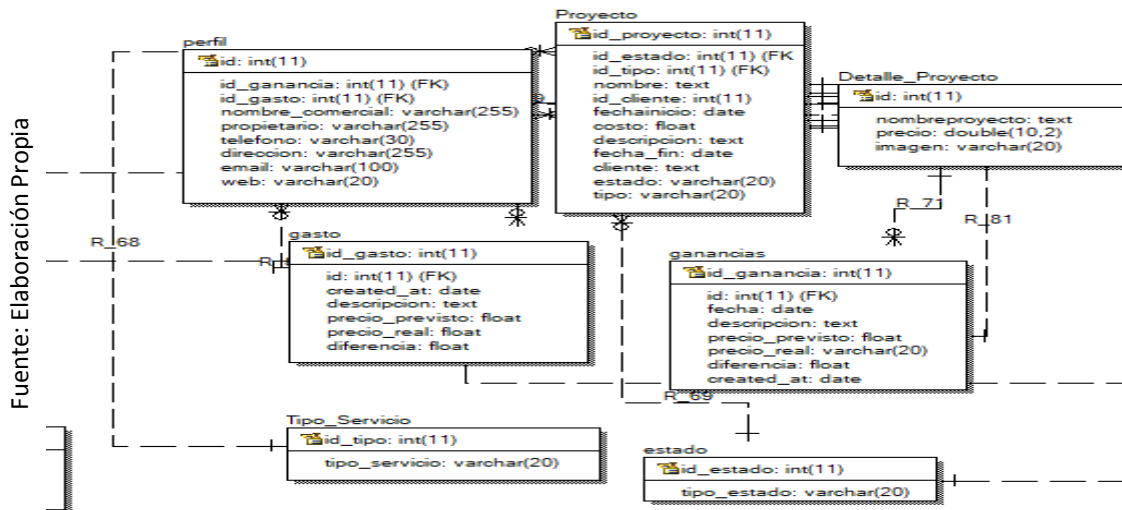 Fuente: Elaboración Propia
perfil
id: int(11)
id_ganancia: int(11) (FK)
id_gasto: int(11) (FK)
nombre_comercial: varchar(255)
propietario: varchar(255)
telefono: varchar(30)
direccion: varchar(255)
email: varchar(100)
web: varchar(20)
Proyecto
id_proyecto: int(11)
id_estado: int(11) (FK
id_tipo: int(11) (FK)
nombre: text
id_cliente: int(11)
fechainicio: date
costo: float
descripcion: text
fecha_fin: date
cliente: text
estado: varchar(20)
tipo: varchar(20)
Detalle_Proyecto
id: int(11)
nombreproyecto: text
precio: double(10,2)
imagen: varchar(20)
R_68
R_71
R_81
gasto
id_gasto: int(11)
id: int(11) (FK)
created_at: date
descripcion: text
precio_previsto: float
precio_real: float
diferencia: float
ganancias
id_ganancia: int(11)
id: int(11) (FK)
fecha: date
descripcion: text
precio_previsto: float
precio_real: varchar(20)
diferencia: float
created_at: date
R_69
Tipo_Servicio
id_tipo: int(11)
tipo_servicio: varchar(20)
estado
id_estado: int(11)
tipo_estado: varchar(20)